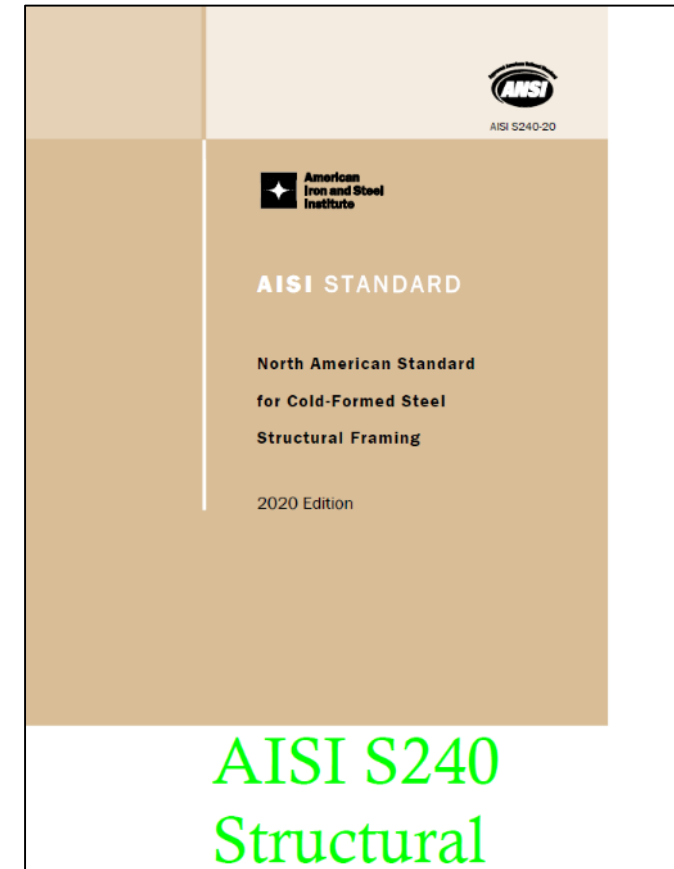 ANSI
AISI S240-20
American
Iron and Steel
Institute
AISI STANDARD
North American Standard
for Cold-Formed Steel
Structural Framing
2020 Edition
AISI S240
Structural